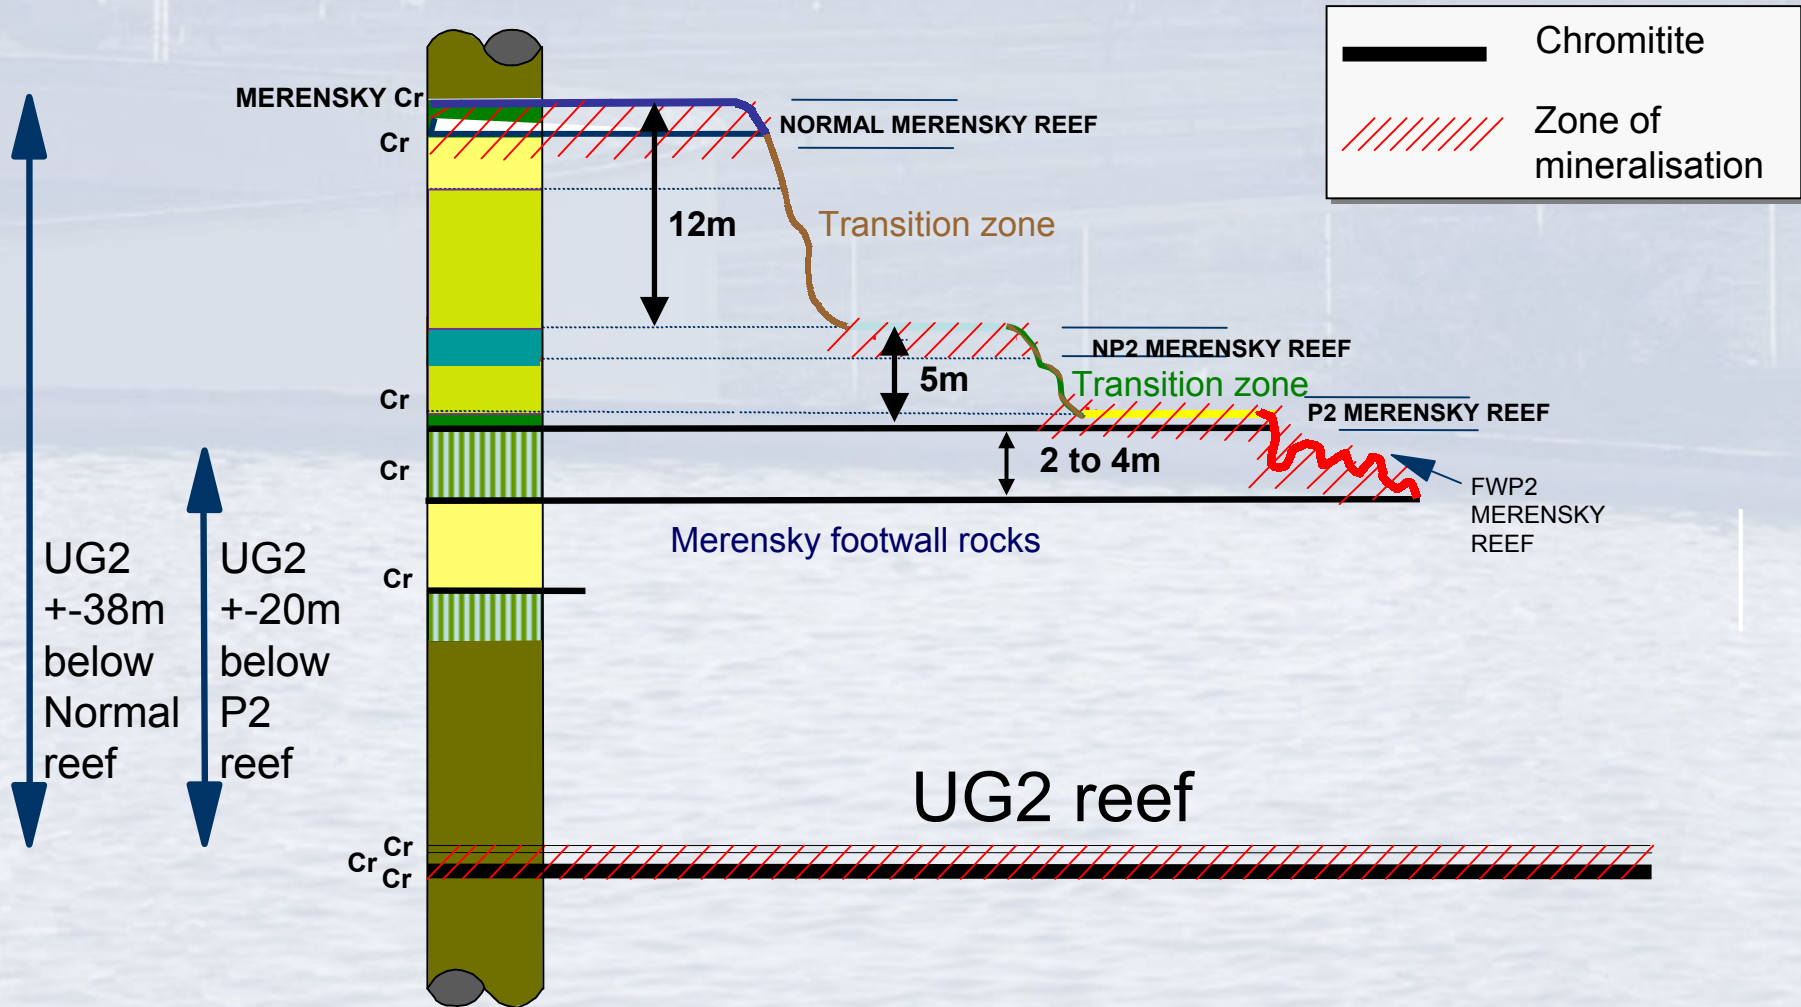 Chromitite
Zone of
mineralisation
MERENSKY Cr
NORMAL MERENSKY REEF
Cr
12m
Transition zone
NP2 MERENSKY REEF
5m
Transition zone
Cr
P2 MERENSKY REEF
Cr
2 to 4m
FWP2
MERENSKY
REEF
Merensky footwall rocks
Cr
UG2
+-38m
below
Normal
reef
UG2
+-20m
below
P2
reef
UG2 reef
Cr
Cr
Cr